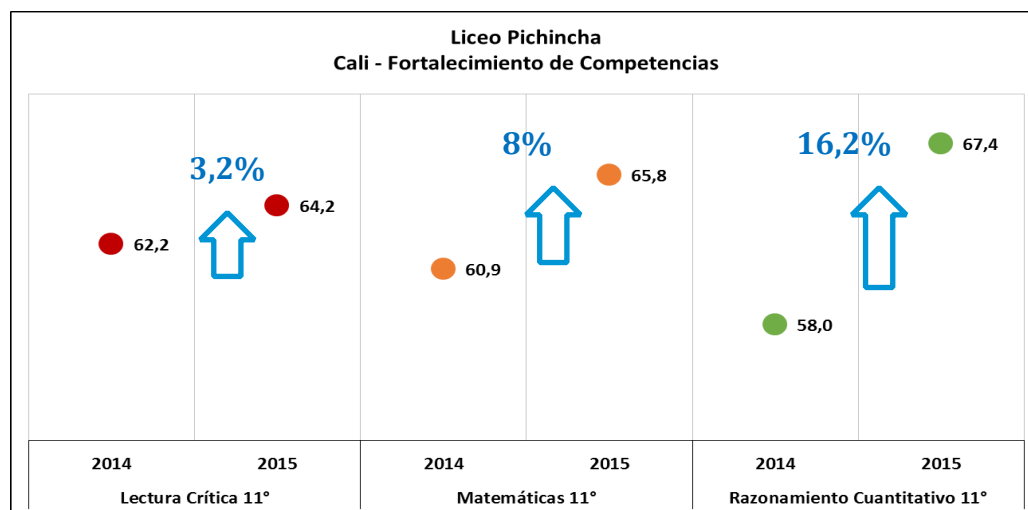 Liceo Pichincha
Cali - Fortalecimiento de Competencias
3,2%
62,2
64,2
8%
60,9
65,8
16,2%
58,0
67,4
2014 2015 2014 2015 2014 2015
Lectura Crítica 11° Matemáticas 11° Razonamiento Cuantitativo 11°